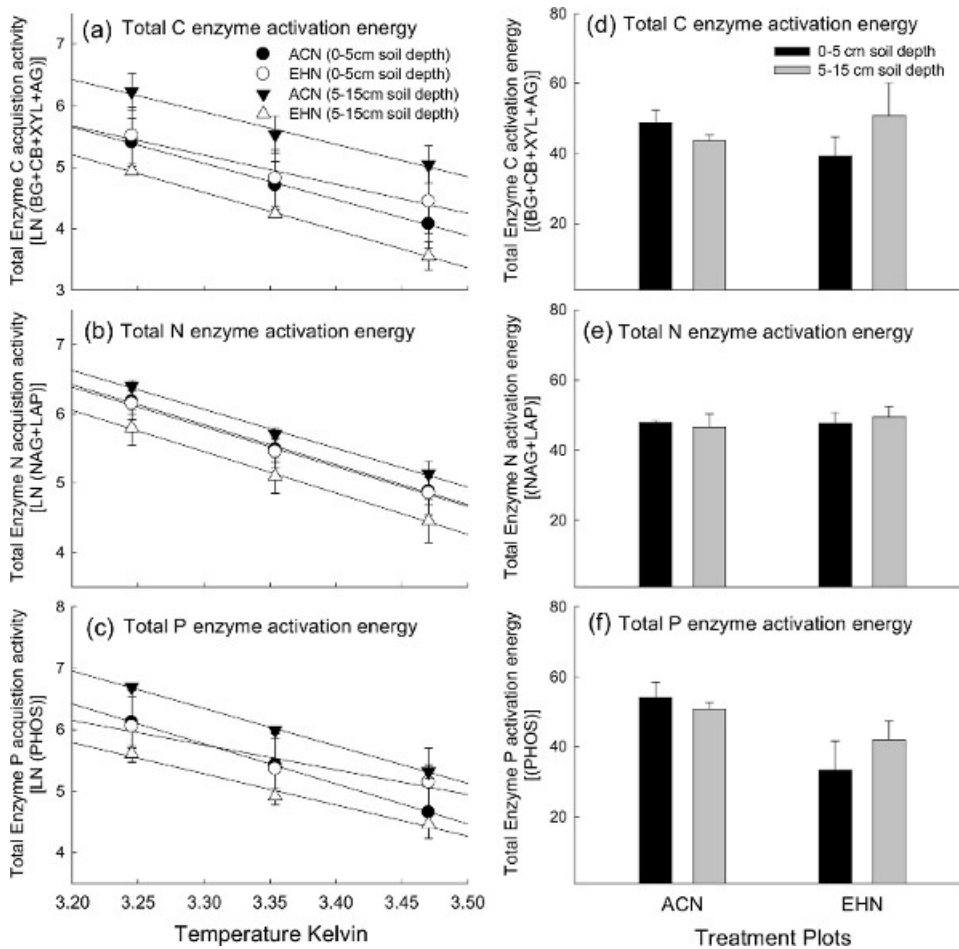 (a) Total C enzyme activation energy
ACN (0-5cm soil depth)
EHN (0-5cm soil depth)
ACN (5-15cm soil depth)
EHN (5-15cm soil depth)
Total Enzyme C acquistion activity
[LN (BG+CB+XYL+AG)]
7
6
5
4
3
(d) Total C enzyme activation energy
0-5 cm soil depth
5-15 cm soil depth
Total Enzyme C activation energy
[(BG+CB+XYL+AG)]
80
60
40
20
(b) Total N enzyme activation energy
Total Enzyme N acquistion activity
[LN (NAG+LAP)]
7
6
5
4
(e) Total N enzyme activation energy
Total Enzyme N activation energy
[(NAG+LAP)]
80
60
40
20
(c) Total P enzyme activation energy
Total Enzyme P acquistion activity
[LN (PHOS)]
8
7
6
5
4
3.20 3.25 3.30 3.35 3.40 3.45 3.50
Temperature Kelvin
(f) Total P enzyme activation energy
Total Enzyme P activation energy
[(PHOS)]
80
60
40
20
ACN EHN
Treatment Plots